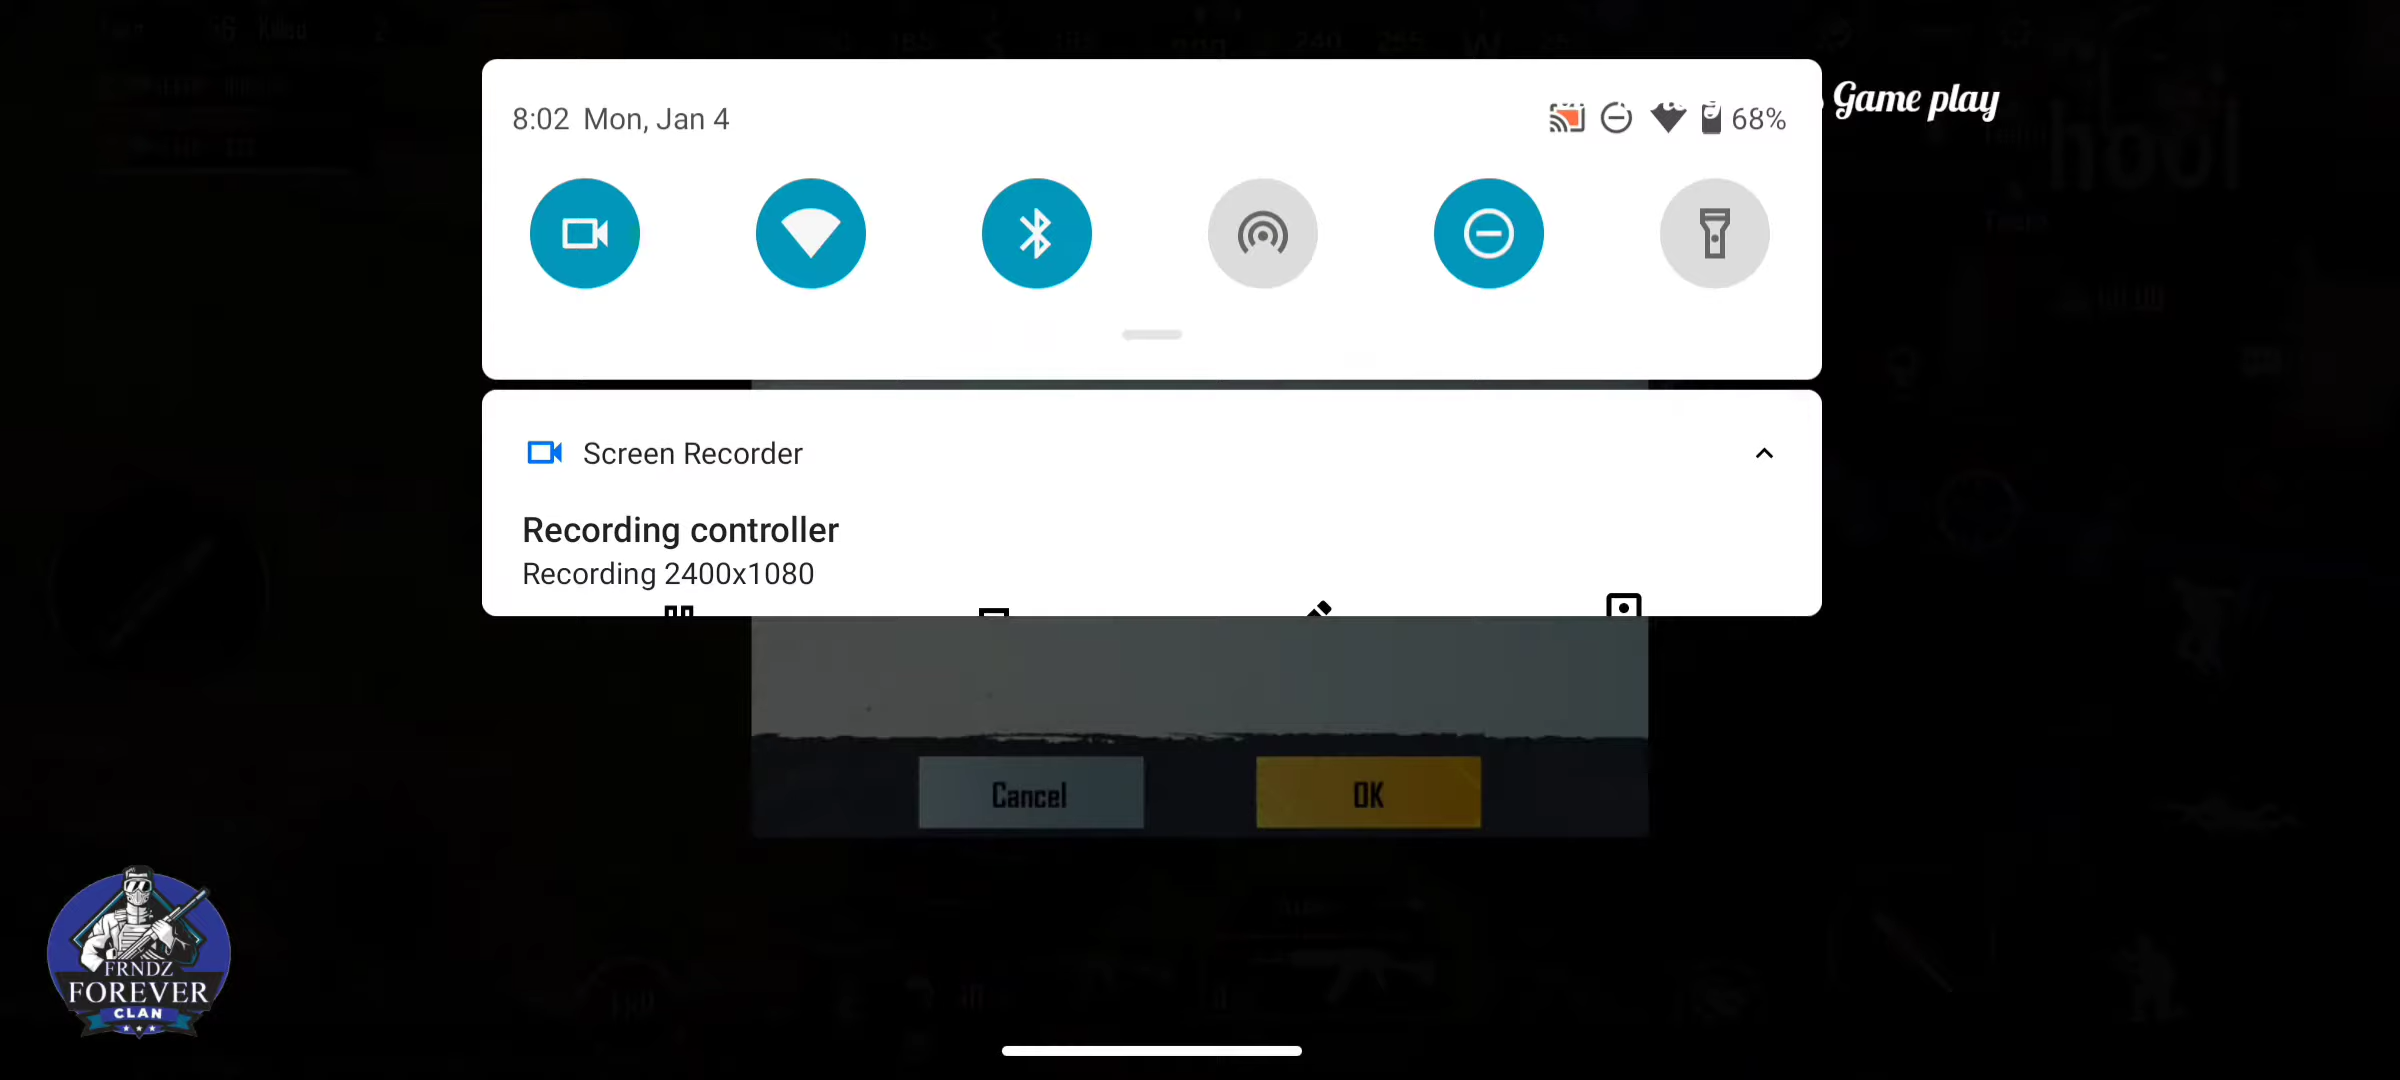 8:02 Mon, Jan 4
68%
Game play
Screen Recorder
Recording controller
Recording 2400x1080
Cancel
OK
FRNDZ
FOREVER
CLAN